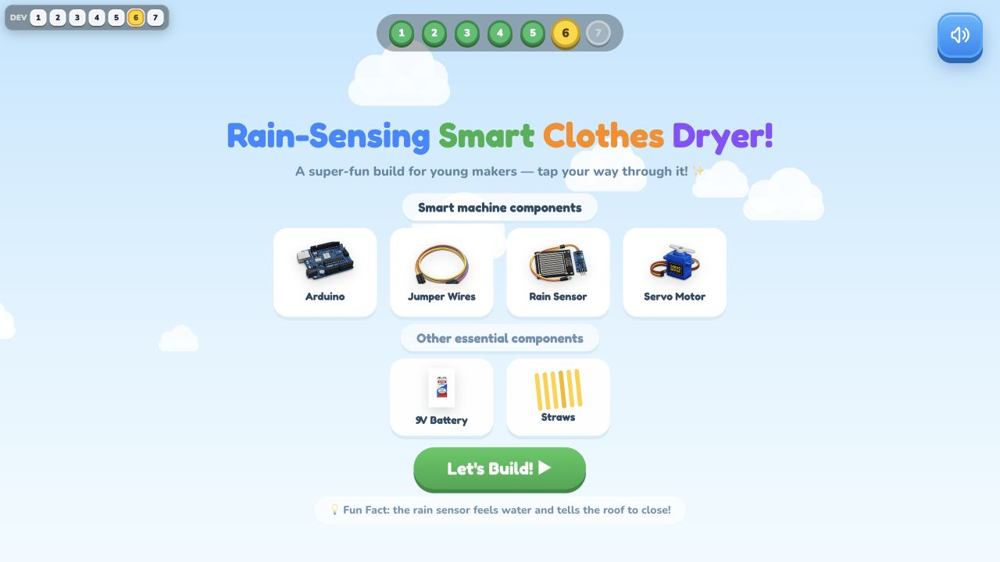 DEV 1 2 3 4 5 6 7
1 2 3 4 5 6 7
Rain-Sensing Smart Clothes Dryer!
A super-fun build for young makers — tap your way through it! ✨
Smart machine components
Arduino
Jumper Wires
Rain Sensor
Servo Motor
Other essential components
9V Battery
Straws
Let's Build! ▶
💡 Fun Fact: the rain sensor feels water and tells the roof to close!